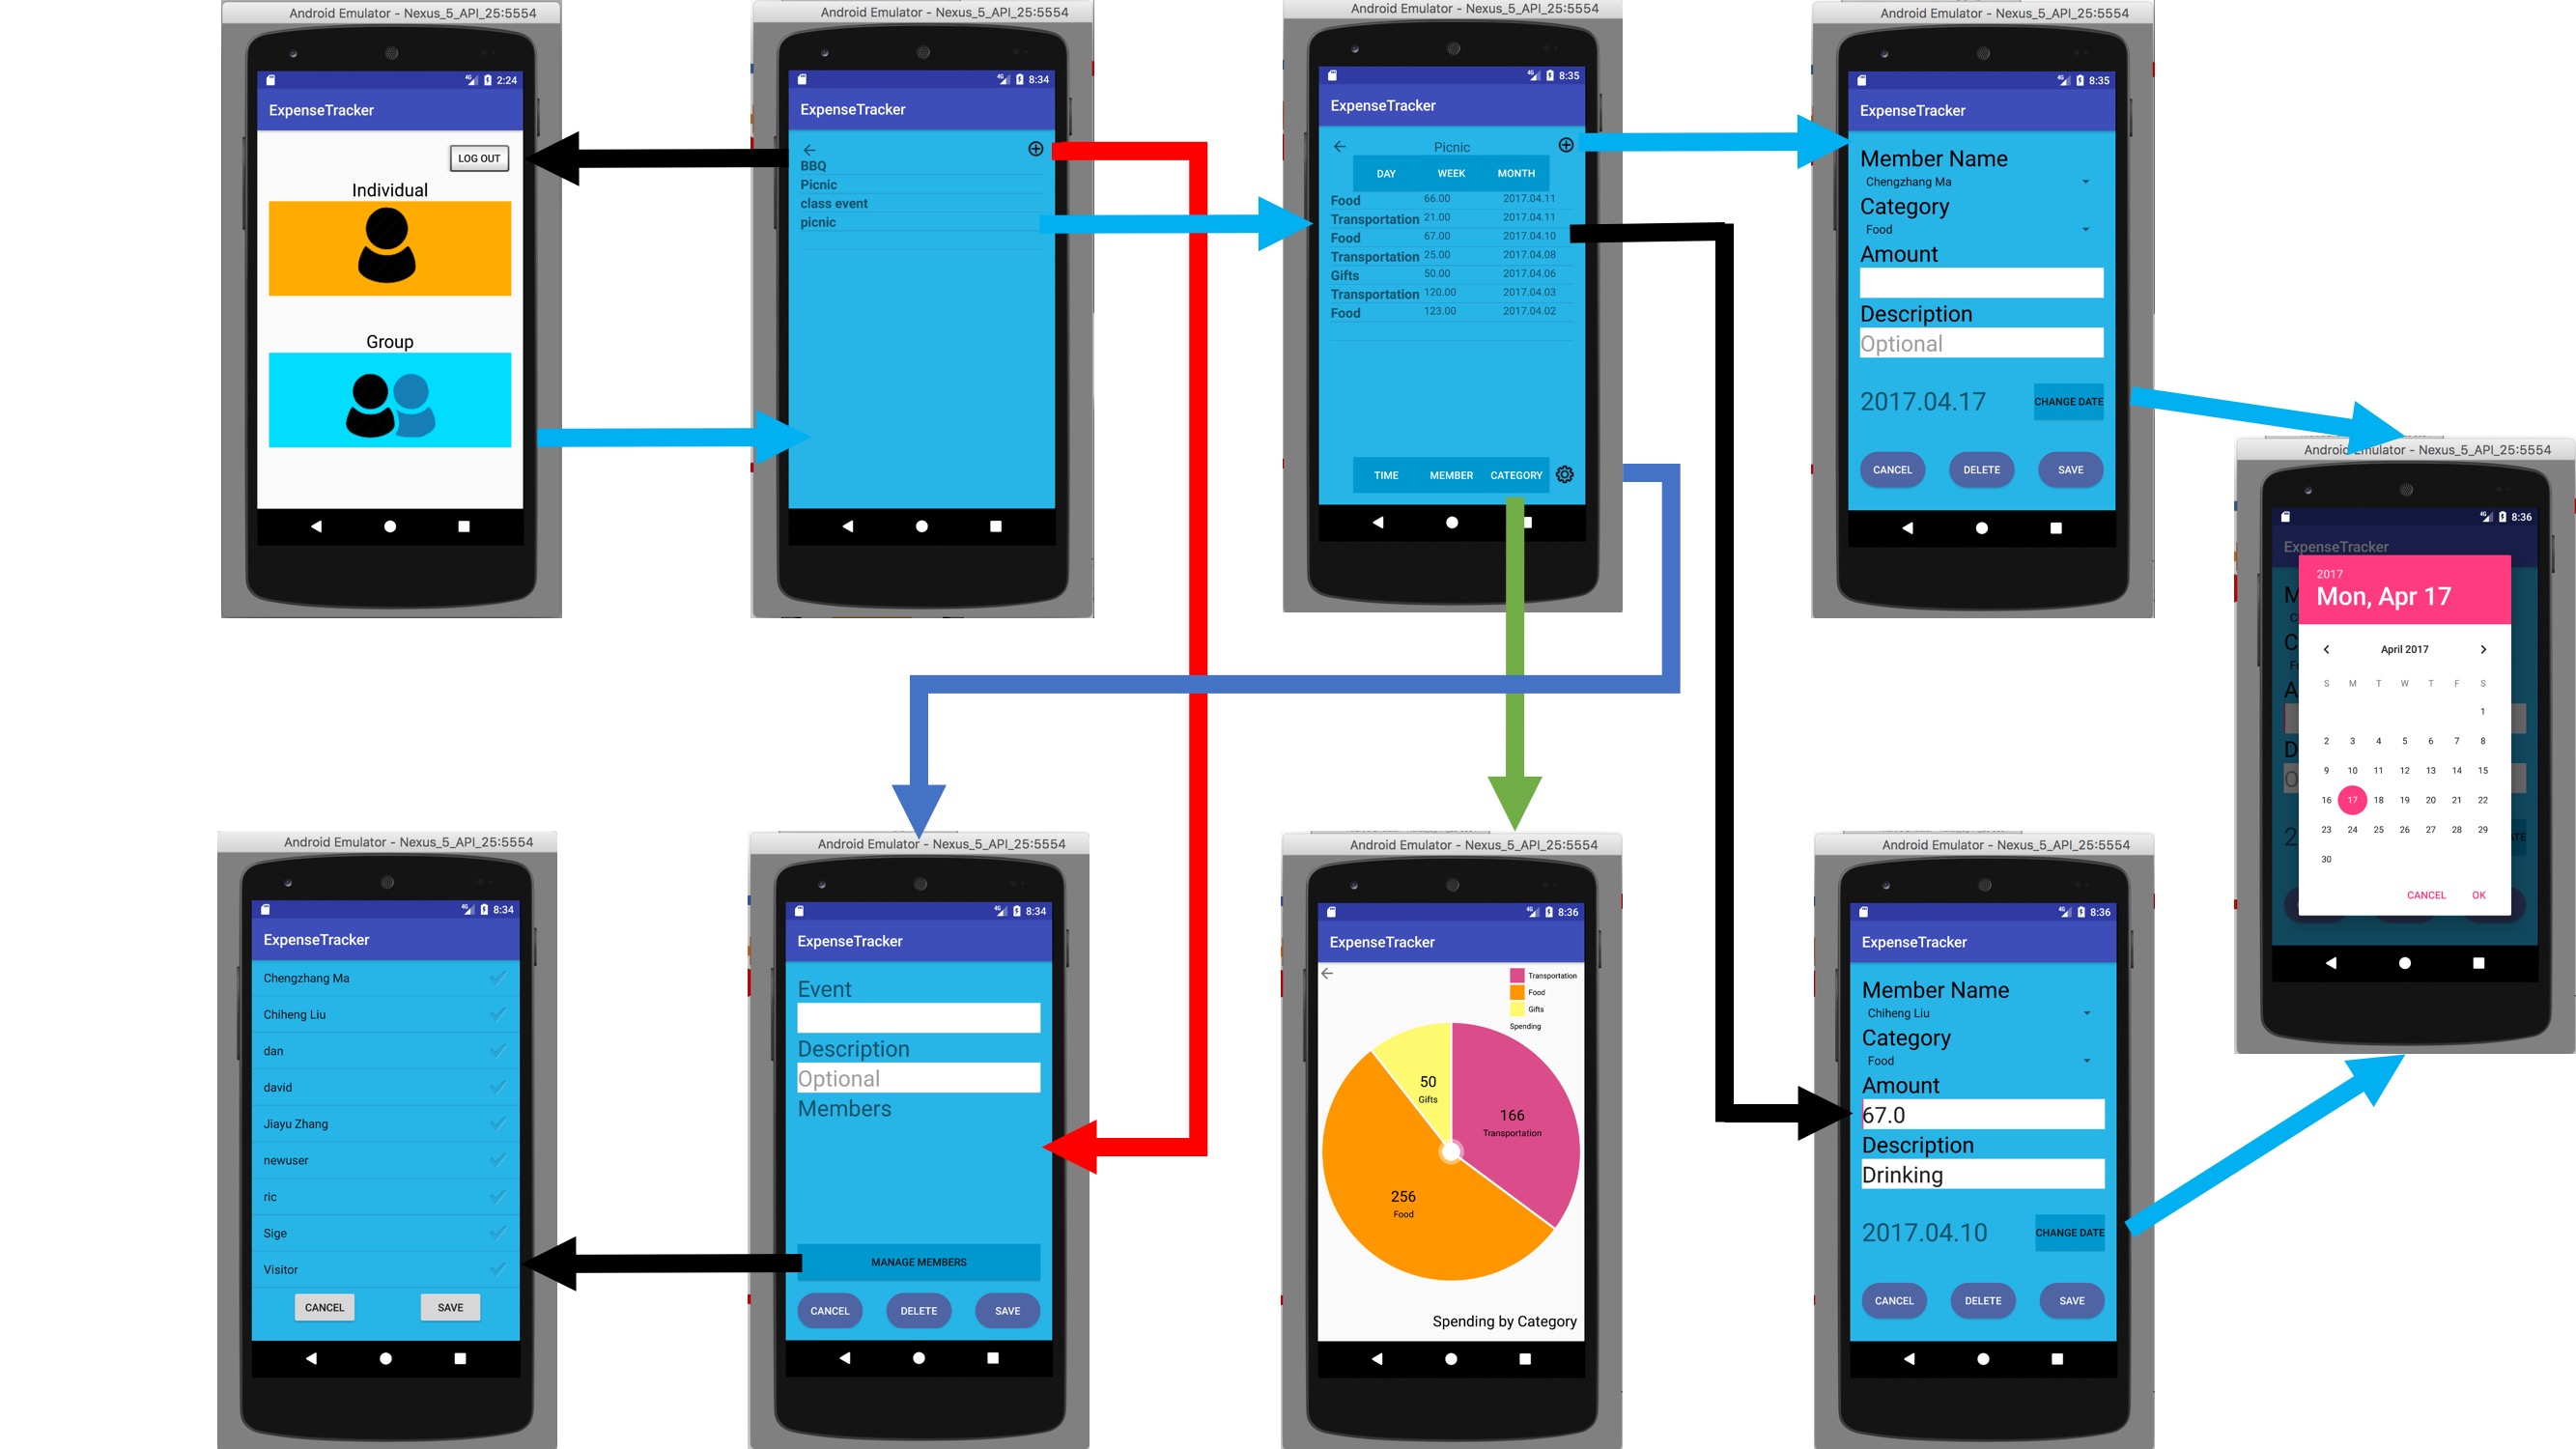 Android Emulator - Nexus_5_API_25:5554
2:24
ExpenseTracker
LOG OUT
Individual
Group
Android Emulator - Nexus_5_API_25:5554
8:34
ExpenseTracker
BBQ
Picnic
class event
picnic
Android Emulator - Nexus_5_API_25:5554
8:35
ExpenseTracker
Picnic
DAY WEEK MONTH
Food 66.00 2017.04.11
Transportation 21.00 2017.04.11
Food 67.00 2017.04.10
Transportation 25.00 2017.04.08
Gifts 50.00 2017.04.06
Transportation 120.00 2017.04.03
Food 123.00 2017.04.02
TIME MEMBER CATEGORY
Android Emulator - Nexus_5_API_25:5554
8:35
ExpenseTracker
Member Name
Chengzhang Ma
Category
Food
Amount
Description
Optional
2017.04.17 CHANGE DATE
CANCEL DELETE SAVE
Android Emulator - Nexus_5_API_25:5554
8:36
ExpenseTracker
2017
Mon, Apr 17
April 2017
S M T W T F S
1
2 3 4 5 6 7 8
9 10 11 12 13 14 15
16 17 18 19 20 21 22
23 24 25 26 27 28 29
30
CANCEL OK
Android Emulator - Nexus_5_API_25:5554
8:34
ExpenseTracker
Chengzhang Ma
Chiheng Liu
dan
david
Jiayu Zhang
newuser
ric
Sige
Visitor
CANCEL SAVE
Android Emulator - Nexus_5_API_25:5554
8:34
ExpenseTracker
Event
Description
Optional
Members
MANAGE MEMBERS
CANCEL DELETE SAVE
Android Emulator - Nexus_5_API_25:5554
8:36
ExpenseTracker
Transportation
Food
Gifts
Spending
50
Gifts
166
Transportation
256
Food
Spending by Category
Android Emulator - Nexus_5_API_25:5554
8:36
ExpenseTracker
Member Name
Chiheng Liu
Category
Food
Amount
67.0
Description
Drinking
2017.04.10 CHANGE DATE
CANCEL DELETE SAVE